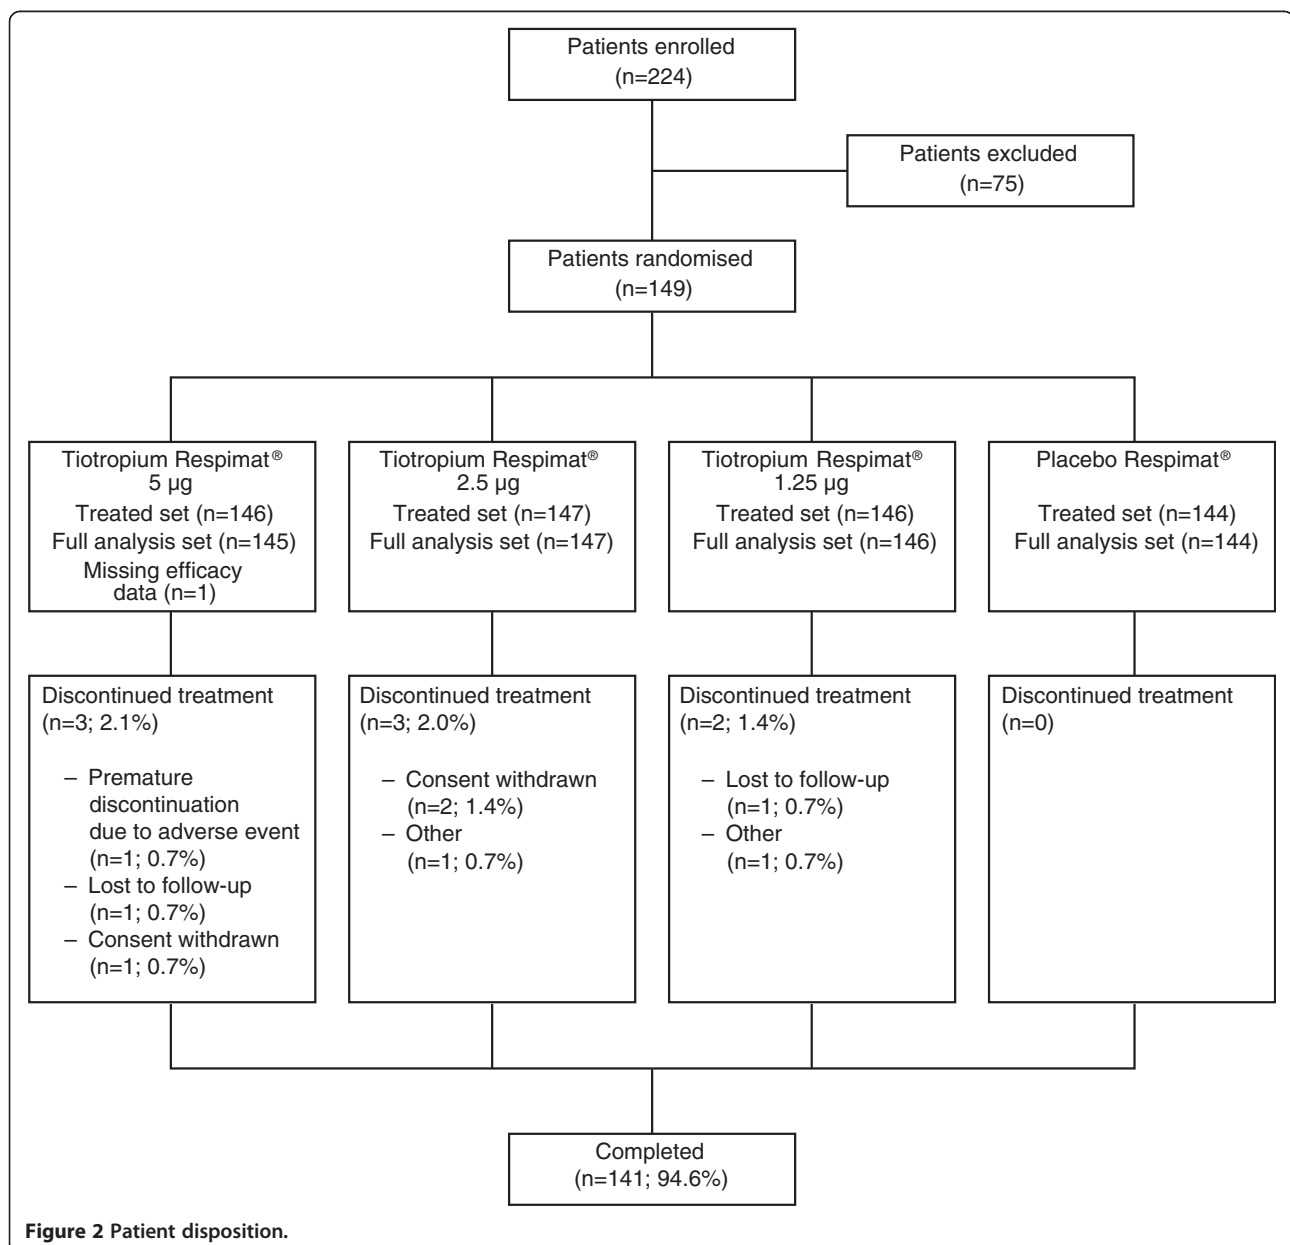 Patients enrolled
(n=224)
Patients excluded
(n=75)
Patients randomised
(n=149)
Tiotropium Respimat®
5 µg
Treated set (n=146)
Full analysis set (n=145)
Missing efficacy
data (n=1)
Tiotropium Respimat®
2.5 µg
Treated set (n=147)
Full analysis set (n=147)
Tiotropium Respimat®
1.25 µg
Treated set (n=146)
Full analysis set (n=146)
Placebo Respimat®
Treated set (n=144)
Full analysis set (n=144)
Discontinued treatment
(n=3; 2.1%)
– Premature
discontinuation
due to adverse event
(n=1; 0.7%)
– Lost to follow-up
(n=1; 0.7%)
– Consent withdrawn
(n=1; 0.7%)
Discontinued treatment
(n=3; 2.0%)
– Consent withdrawn
(n=2; 1.4%)
– Other
(n=1; 0.7%)
Discontinued treatment
(n=2; 1.4%)
– Lost to follow-up
(n=1; 0.7%)
– Other
(n=1; 0.7%)
Discontinued treatment
(n=0)
Completed
(n=141; 94.6%)
Figure 2 Patient disposition.